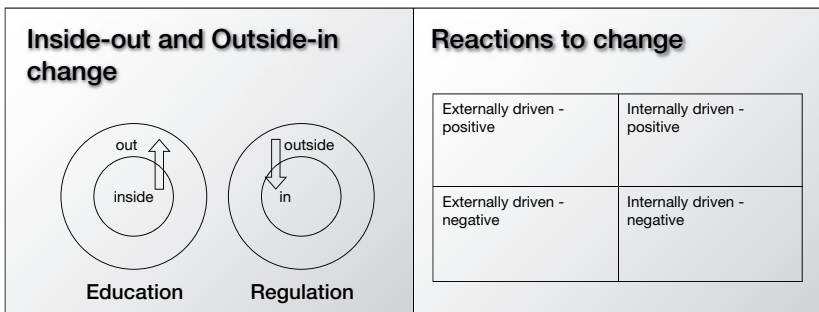 Inside-out and Outside-in
change
out
inside
outside
in
Education
Regulation
Reactions to change
Externally driven -
positive
Internally driven -
positive
Externally driven -
negative
Internally driven -
negative